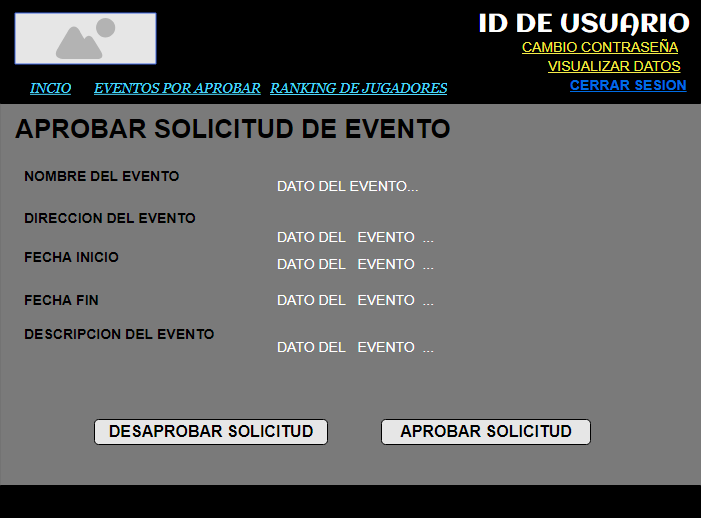 ID DE USUARIO
CAMBIO CONTRASEÑA
VISUALIZAR DATOS
CERRAR SESION
INCIO EVENTOS POR APROBAR RANKING DE JUGADORES
APROBAR SOLICITUD DE EVENTO
NOMBRE DEL EVENTO
DATO DEL EVENTO...
DIRECCION DEL EVENTO
DATO DEL EVENTO ...
FECHA INICIO
DATO DEL EVENTO ...
FECHA FIN DATO DEL EVENTO ...
DESCRIPCION DEL EVENTO
DATO DEL EVENTO ...
DESAPROBAR SOLICITUD APROBAR SOLICITUD